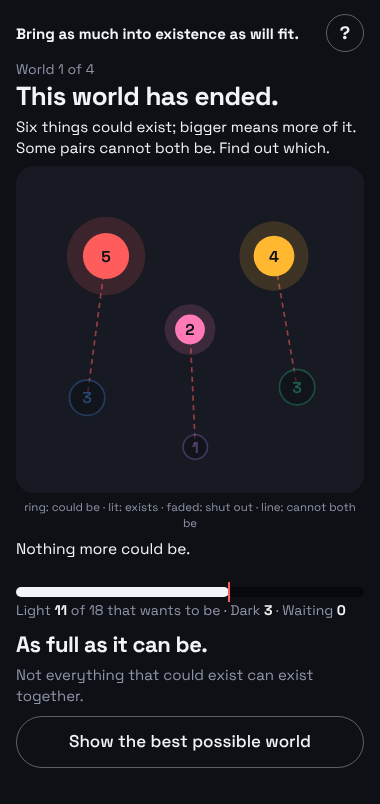 Bring as much into existence as will fit.
?
World 1 of 4
This world has ended.
Six things could exist; bigger means more of it.
Some pairs cannot both be. Find out which.
5
4
2
3
3
1
ring: could be · lit: exists · faded: shut out · line: cannot both
be
Nothing more could be.
Light 11 of 18 that wants to be · Dark 3 · Waiting 0
As full as it can be.
Not everything that could exist can exist
together.
Show the best possible world